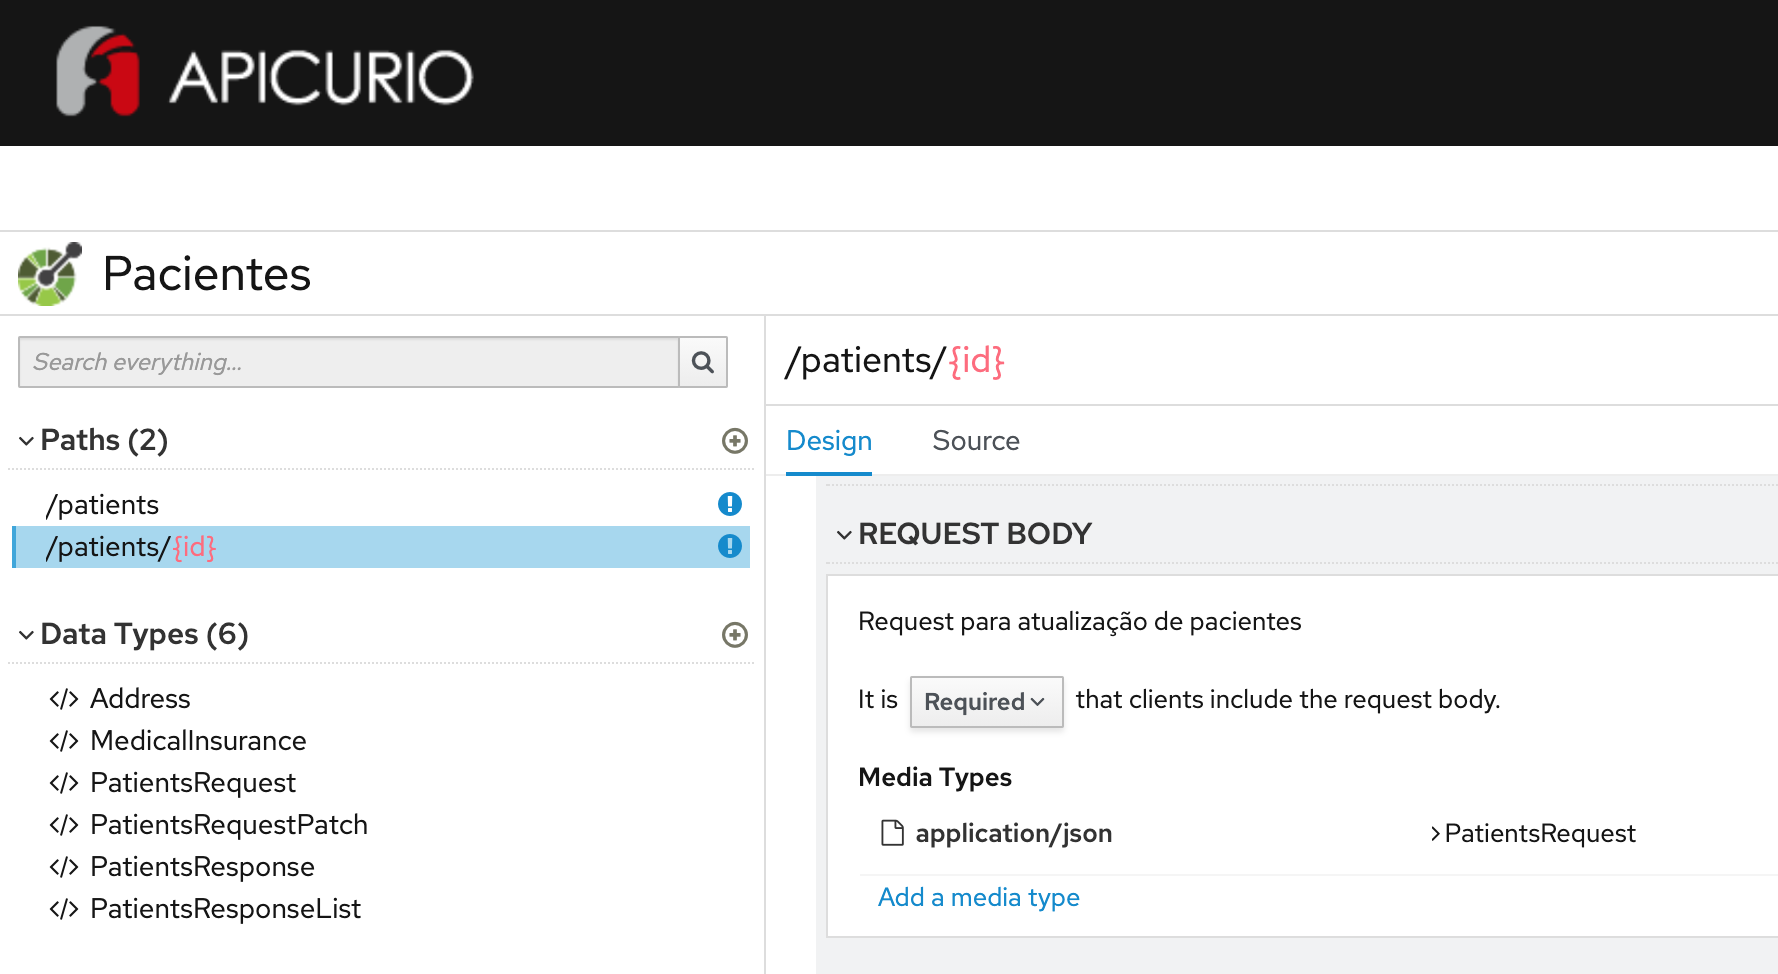 APICURIO
Pacientes
Search everything...
Paths (2)
/patients
/patients/{id}
Data Types (6)
</> Address
</> MedicalInsurance
</> PatientsRequest
</> PatientsRequestPatch
</> PatientsResponse
</> PatientsResponseList
/patients/{id}
Design Source
REQUEST BODY
Request para atualização de pacientes
It is Required that clients include the request body.
Media Types
application/json PatientsRequest
Add a media type